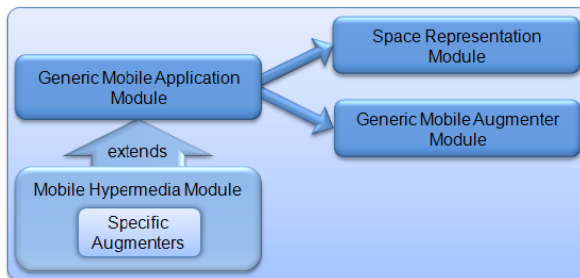 Space Representation
Module
Generic Mobile Application
Module
Generic Mobile Augmenter
Module
extends
Mobile Hypermedia Module
Specific
Augmenters